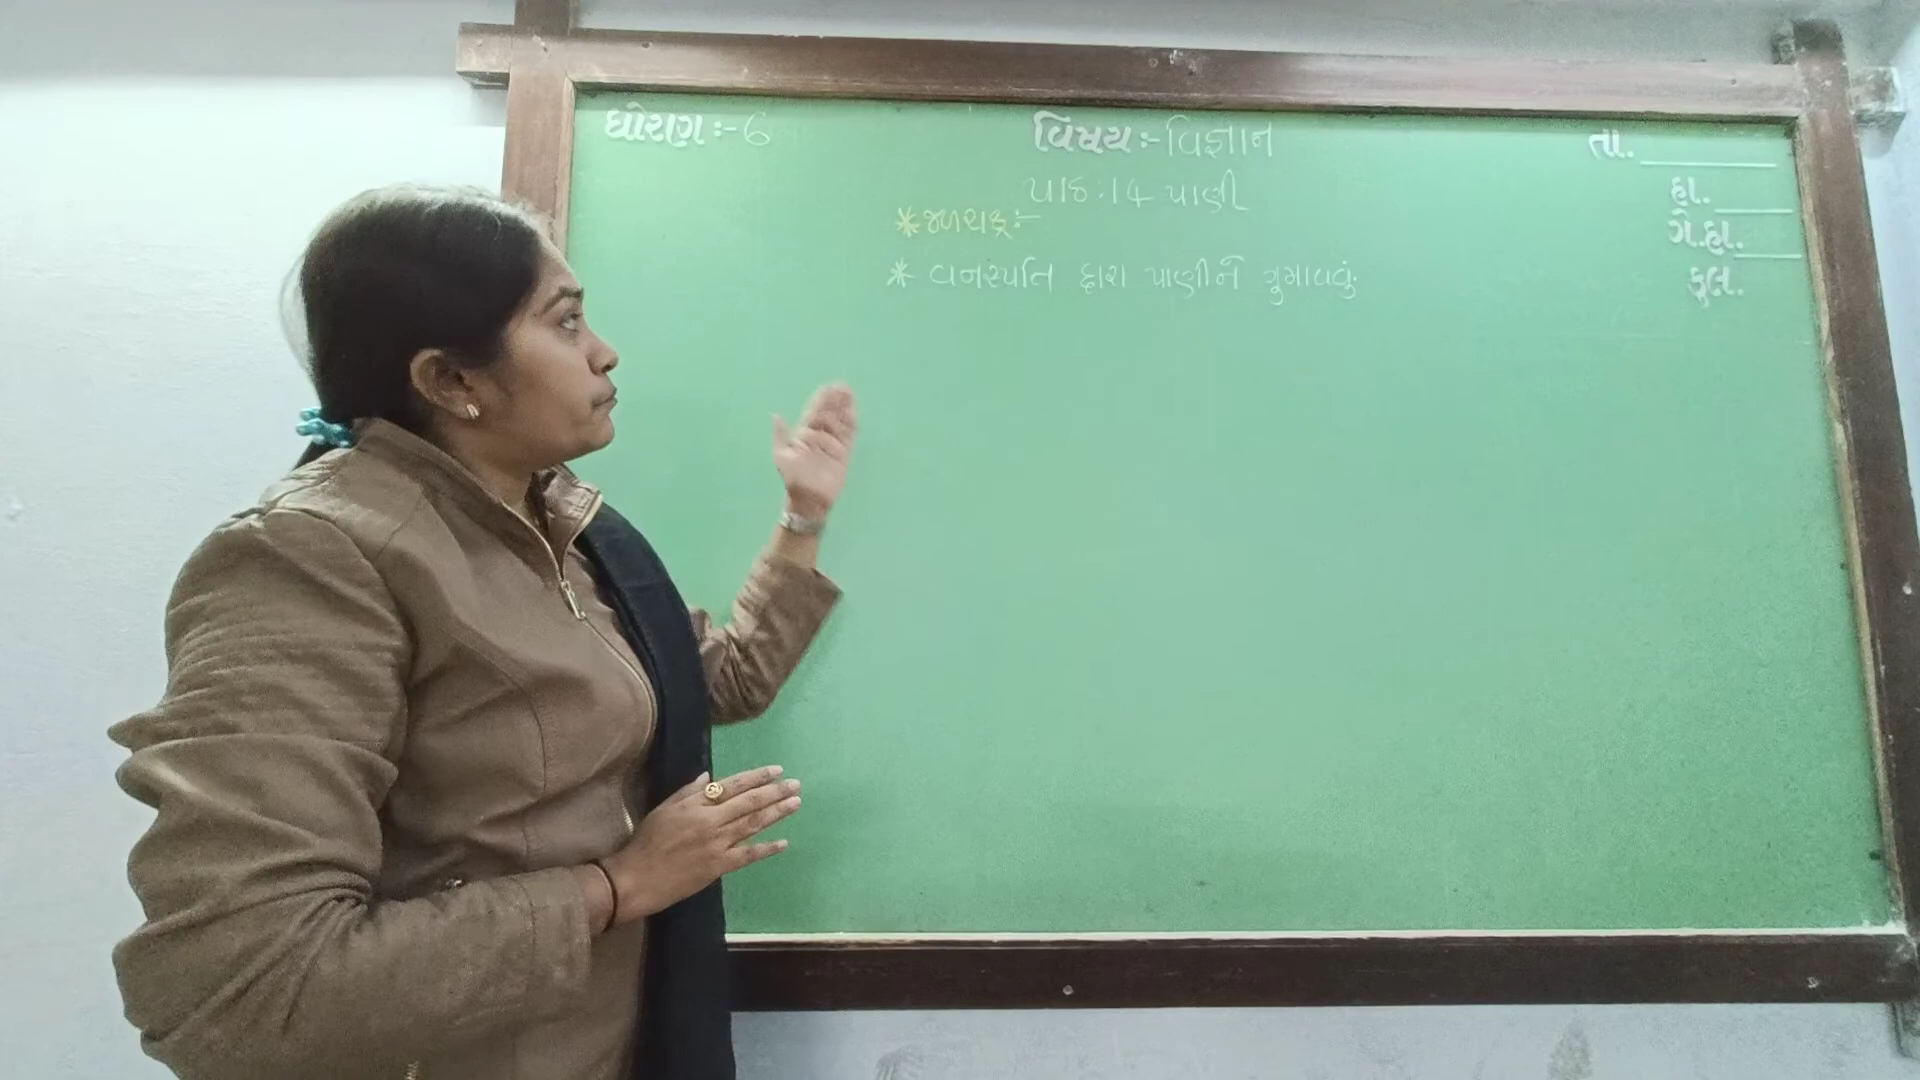 ધોરણ :- 6
વિષય :- વિજ્ઞાન
તા.
પાઠ : 14 પાણી
હા.
* જળચક્ર :-
ગે.હા.
* વનસ્પતિ દ્વારા પાણીને ગુમાવવું
કુલ.